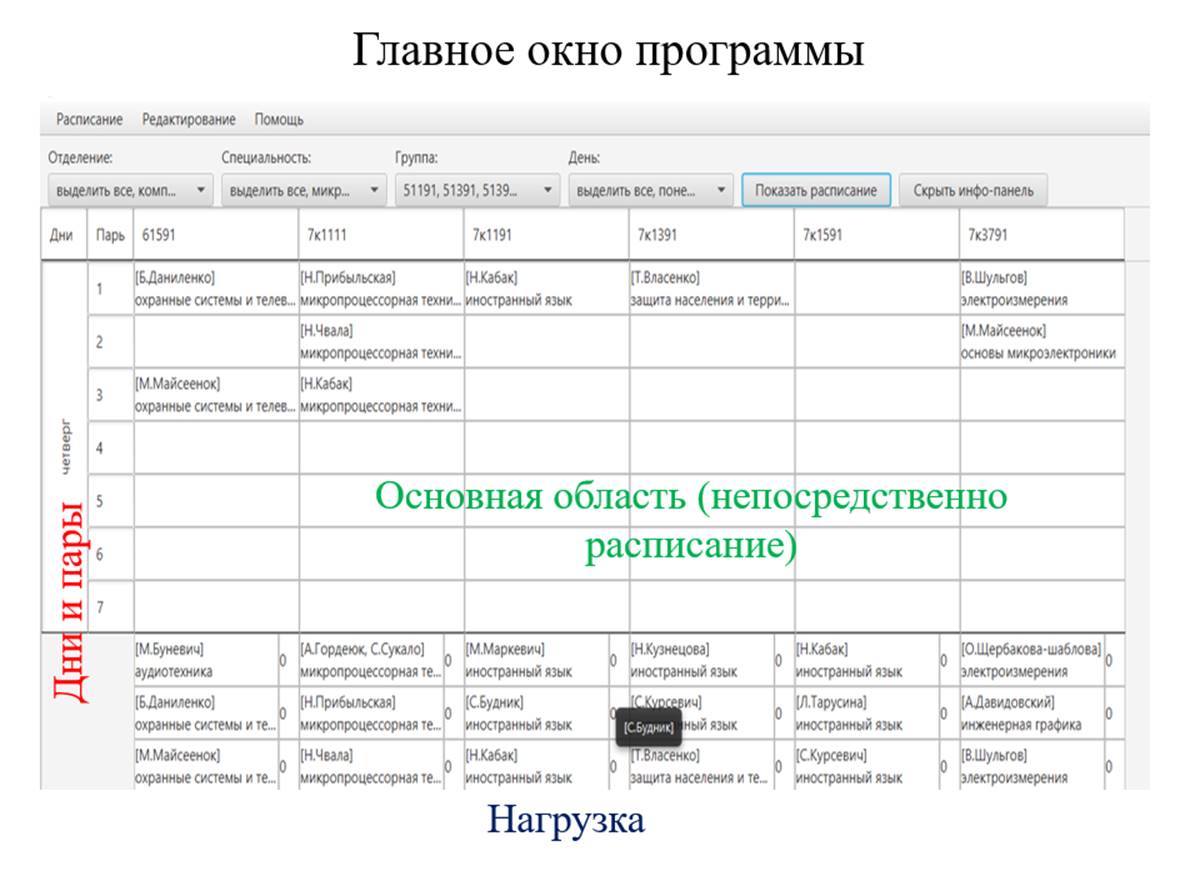 Главное окно программы
Расписание Редактирование Помощь
Отделение: Специальность: Группа: День:
выделить все, комп... выделить все, микр... 51191, 51391, 5139... выделить все, поне... Показать расписание Скрыть инфо-панель
Дни Парь 61591 7к1111 7к1191 7к1391 7к1591 7к3791
1 [Б.Даниленко] [Н.Прибыльская] [Н.Кабак] [Т.Власенко] [В.Шульгов]
охранные системы и телев... микропроцессорная техни... иностранный язык защита населения и терри... электроизмерения
2 [Н.Чвала] [М.Майсеенок]
микропроцессорная техни... основы микроэлектроники
3 [М.Майсеенок] [Н.Кабак]
охранные системы и телев... микропроцессорная техни...
четверг
4
5
6
7
Дни и пары
Основная область (непосредственно
расписание)
[М.Буневич] 0 [А.Гордеюк, С.Сукало] 0 [М.Маркевич] 0 [Н.Кузнецова] 0 [Н.Кабак] 0 [О.Щербакова-шаблова] 0
аудиотехника микропроцессорная те... иностранный язык иностранный язык иностранный язык электроизмерения
[Б.Даниленко] 0 [Н.Прибыльская] 0 [С.Будник] 0 [С.Курсевич] 0 [Л.Тарусина] 0 [А.Давидовский] 0
охранные системы и те... микропроцессорная те... иностранный язык [С.Будник] ный язык иностранный язык инженерная графика
[М.Майсеенок] 0 [Н.Чвала] 0 [Н.Кабак] 0 [Т.Власенко] 0 [С.Курсевич] 0 [В.Шульгов] 0
охранные системы и те... микропроцессорная те... иностранный язык защита населения и те... иностранный язык электроизмерения
Нагрузка